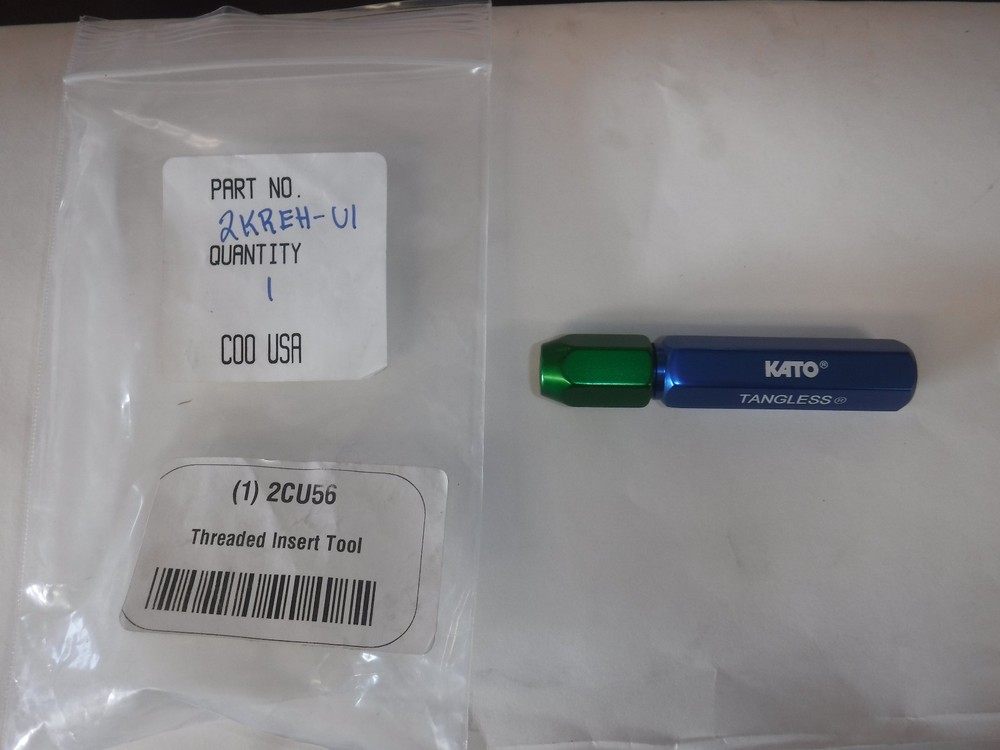 PART NO.
2KREH-U1
QUANTITY
1
COO USA
(1) 2CU56
Threaded Insert Tool
KATO®
TANGLESS®